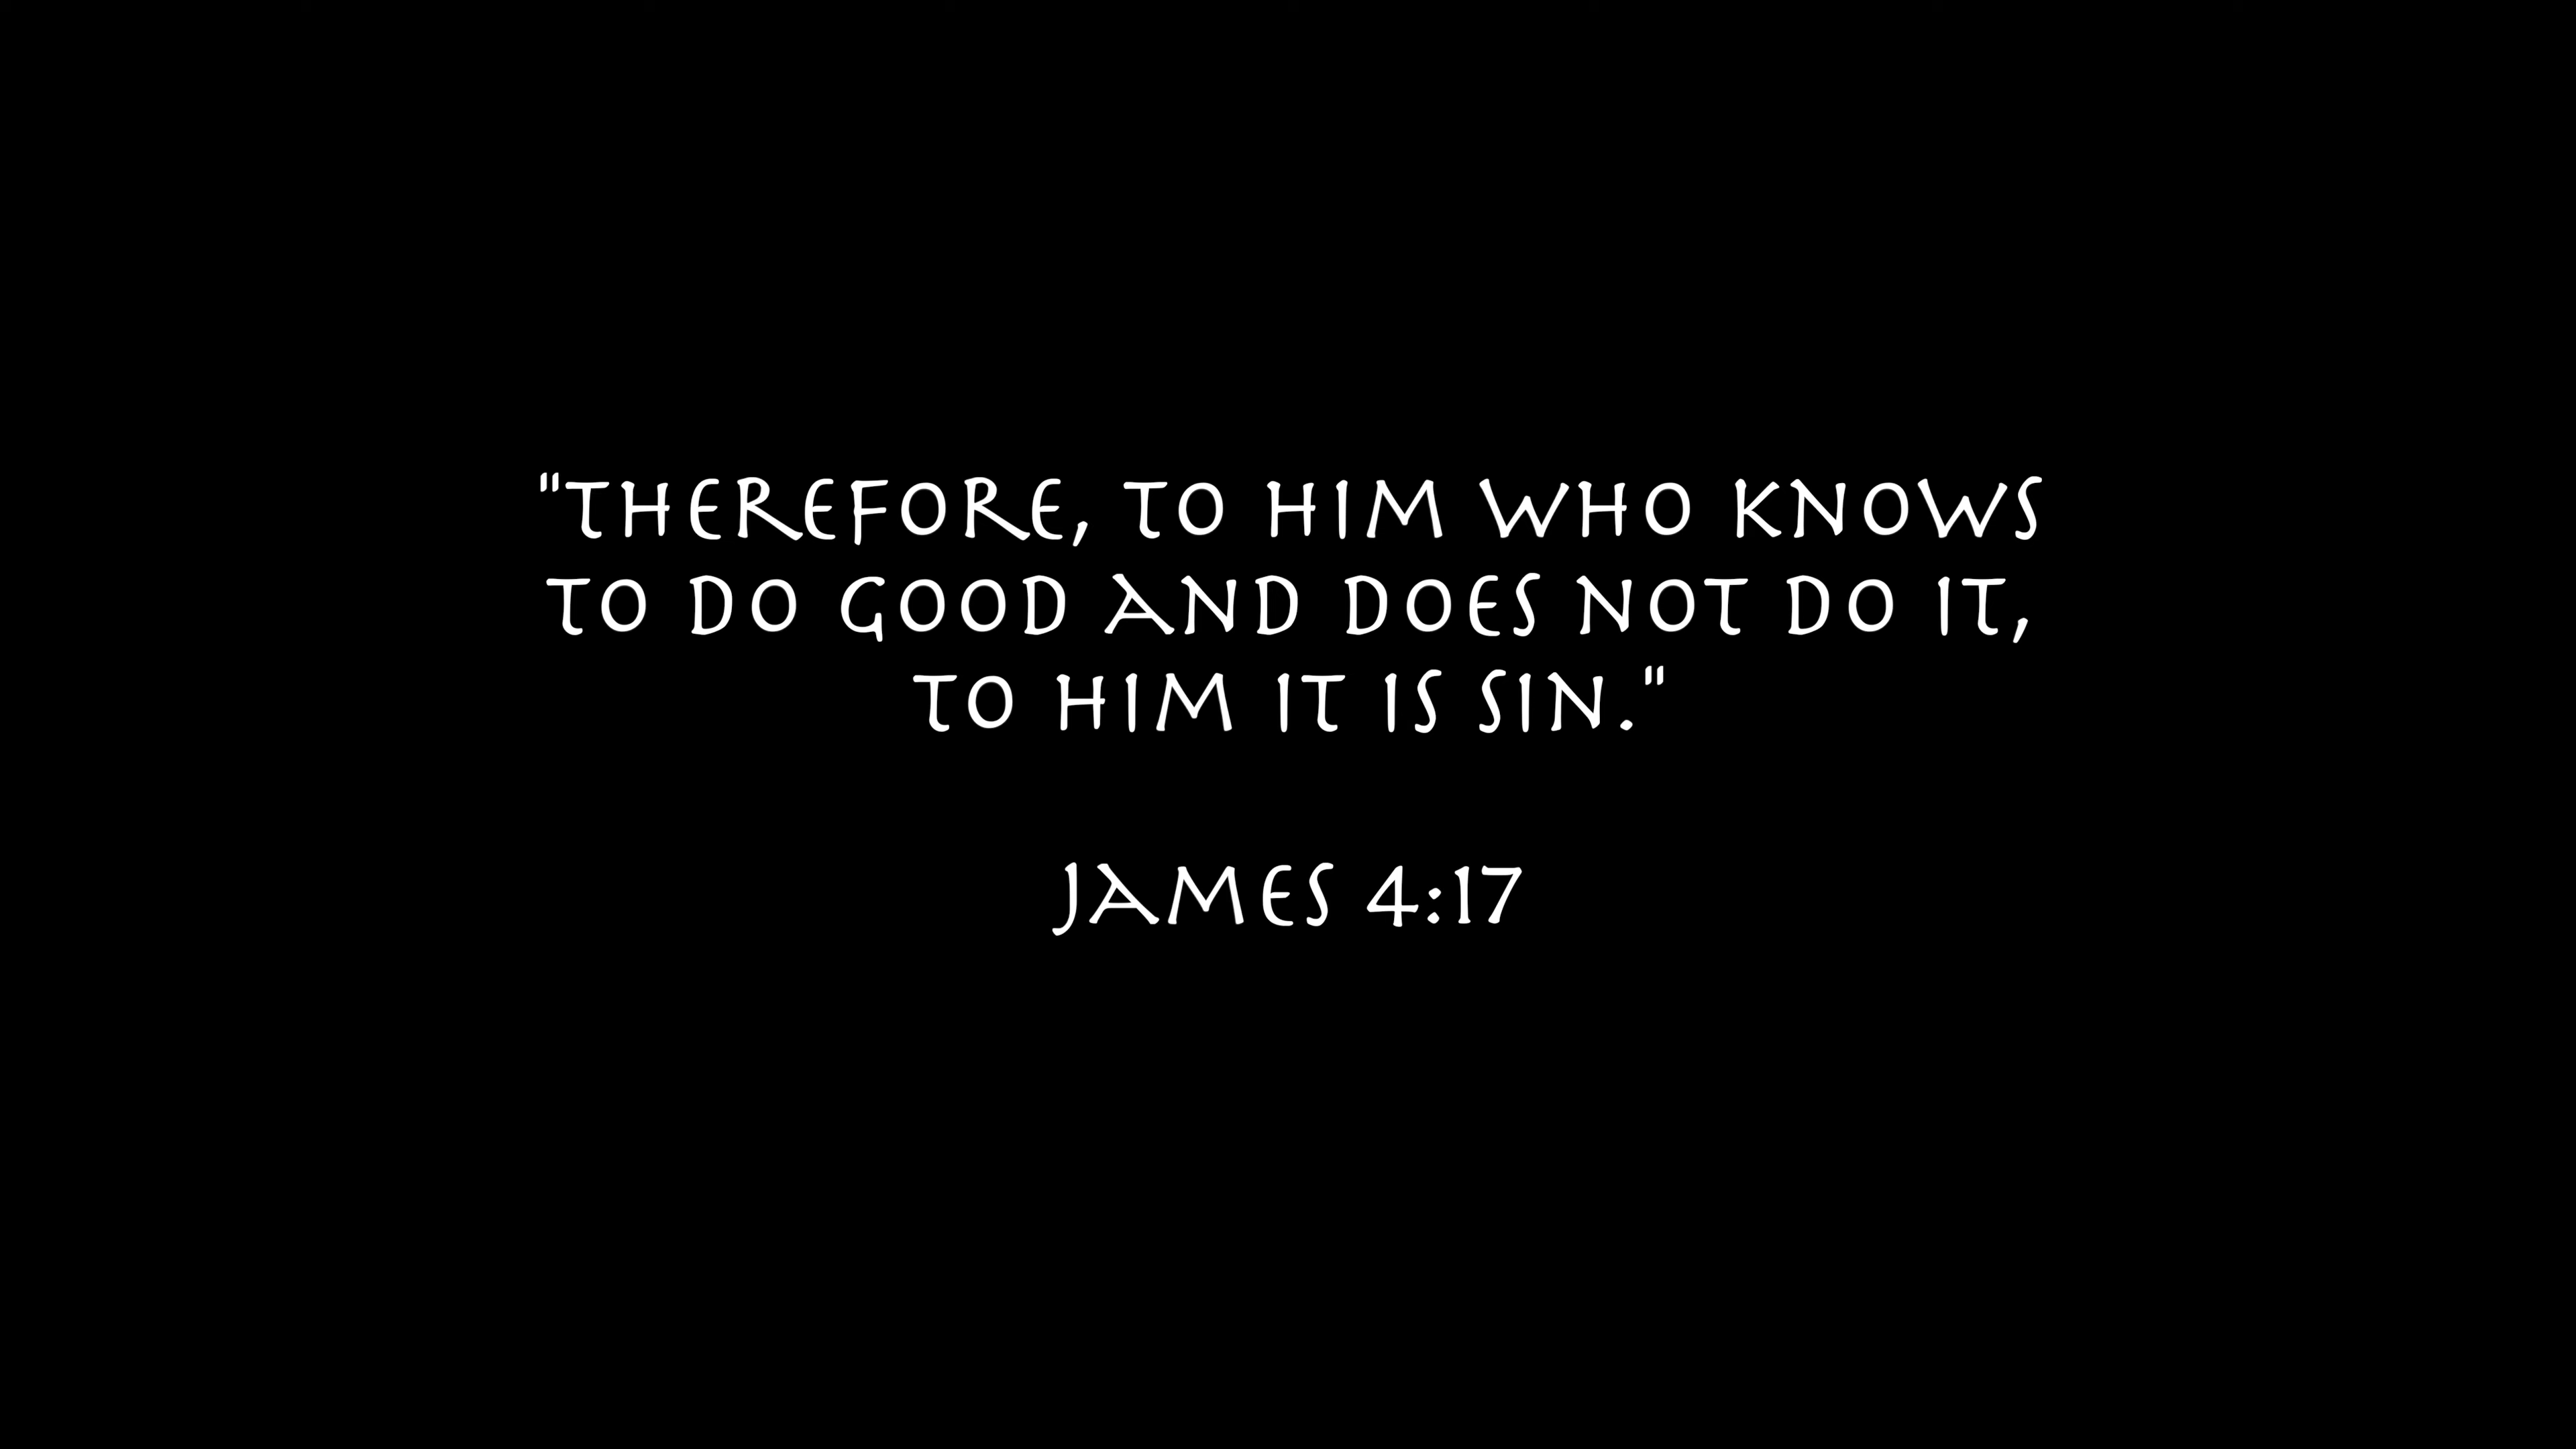 "THEREFORE, TO HIM WHO KNOWS
TO DO GOOD AND DOES NOT DO IT,
TO HIM IT IS SIN."
JAMES 4:17